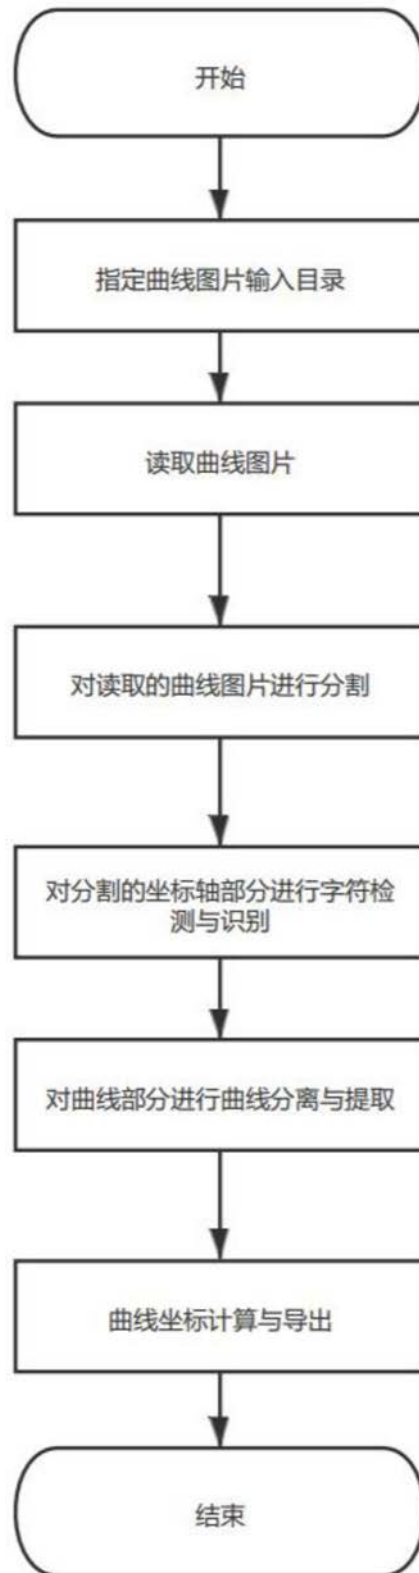 开始
指定曲线图片输入目录
读取曲线图片
对读取的曲线图片进行分割
对分割的坐标轴部分进行字符检
测与识别
对曲线部分进行曲线分离与提取
曲线坐标计算与导出
结束